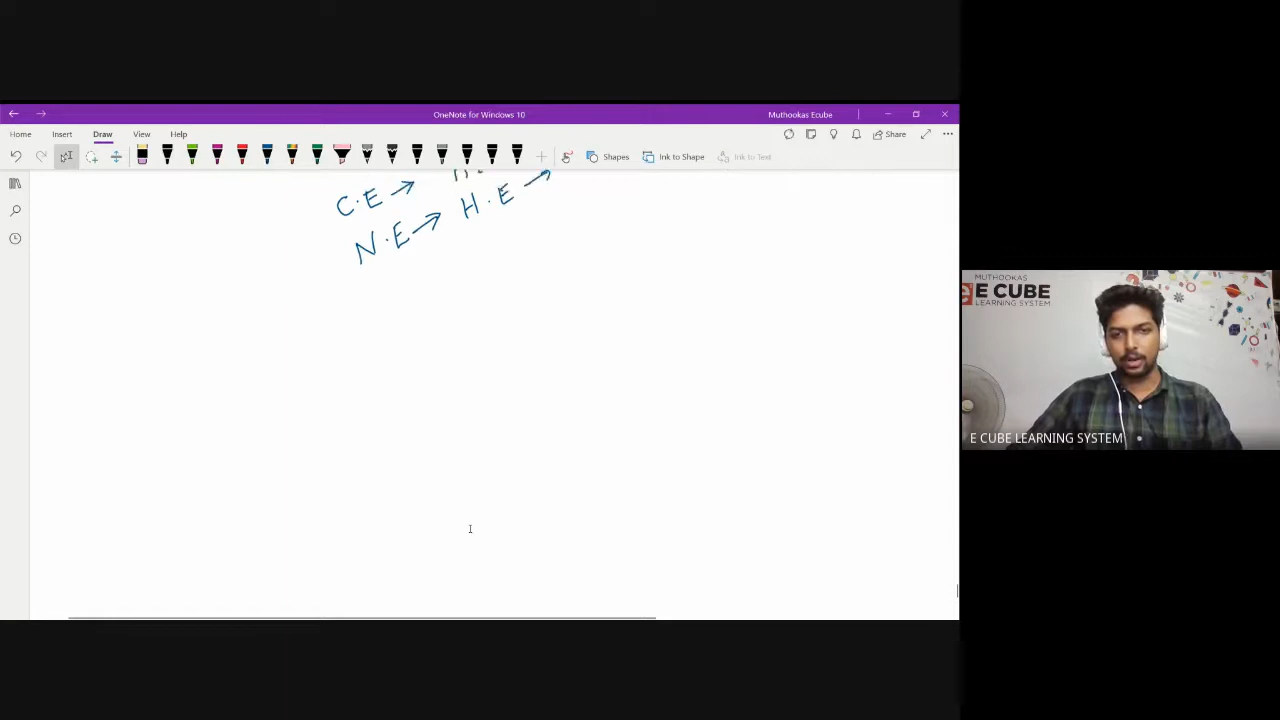 OneNote for Windows 10
Muthookas Ecube
Home Insert Draw View Help
Share
Shapes
Ink to Shape
Ink to Text
C.E →
H.E →
N.E →
MUTHOOKAS
e E CUBE
LEARNING SYSTEM
E CUBE LEARNING SYSTEM